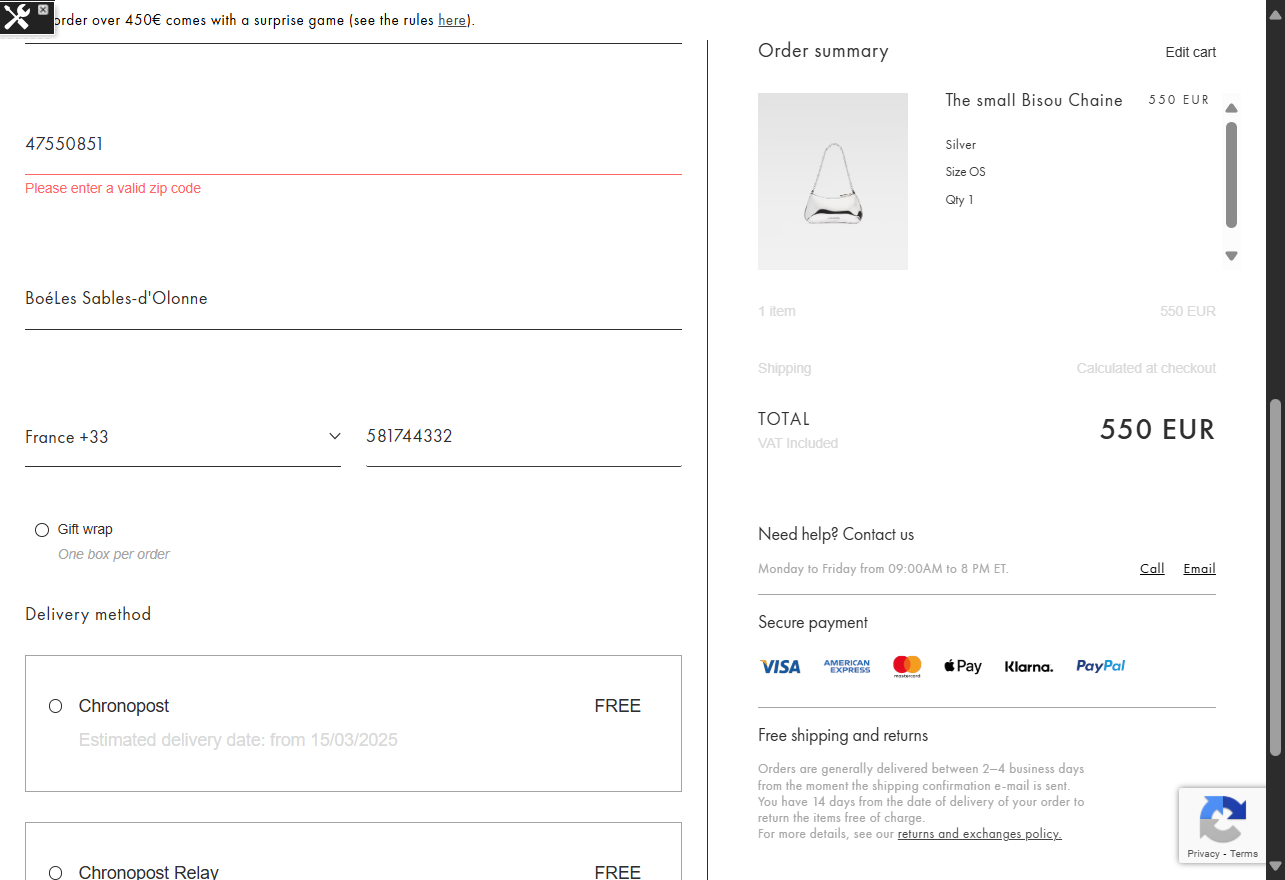 order over 450€ comes with a surprise game (see the rules here).
47550851
Please enter a valid zip code
BoéLes Sables-d'Olonne
France +33
581744332
Gift wrap
One box per order
Delivery method
Chronopost
FREE
Estimated delivery date: from 15/03/2025
Chronopost Relay
FREE
Order summary
Edit cart
The small Bisou Chaine
550 EUR
Silver
Size OS
Qty 1
1 item
550 EUR
Shipping
Calculated at checkout
TOTAL
550 EUR
VAT Included
Need help? Contact us
Monday to Friday from 09:00AM to 8 PM ET.
Call
Email
Secure payment
VISA
AMERICAN EXPRESS
mastercard
Pay
Klarna.
PayPal
Free shipping and returns
Orders are generally delivered between 2–4 business days
from the moment the shipping confirmation e-mail is sent.
You have 14 days from the date of delivery of your order to
return the items free of charge.
For more details, see our returns and exchanges policy.
Privacy - Terms